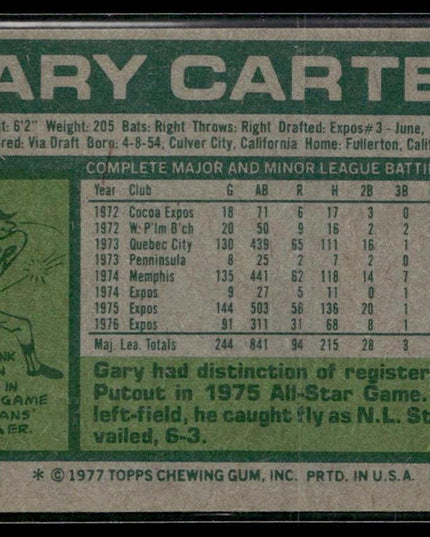 ARY CARTE
t: 6'2" Weight: 205 Bats: Right Throws: Right Drafted: Expos #3 - June,
red: Via Draft Born: 4-8-54, Culver City, California Home: Fullerton, Calif
COMPLETE MAJOR AND MINOR LEAGUE BATTI
Year Club G AB R H 2B 3B
1972 Cocoa Expos 18 71 6 17 3 0
1972 W. P'lm B'ch 20 50 9 16 2 2
1973 Quebec City 130 439 65 111 16 1
1973 Penninsula 8 25 2 7 2 0
1974 Memphis 135 441 62 118 14 7
1974 Expos 9 27 5 11 0 1
1975 Expos 144 503 58 136 20 1
1976 Expos 91 311 31 68 8 1
Maj. Lea. Totals 244 841 94 215 28 3
NK
N
IN
GAME
ANS'
ER.
Gary had distinction of register
Putout in 1975 All-Star Game.
left-field, he caught fly as N.L. St
vailed, 6-3.
* © 1977 TOPPS CHEWING GUM, INC. PRTD. IN U.S.A.